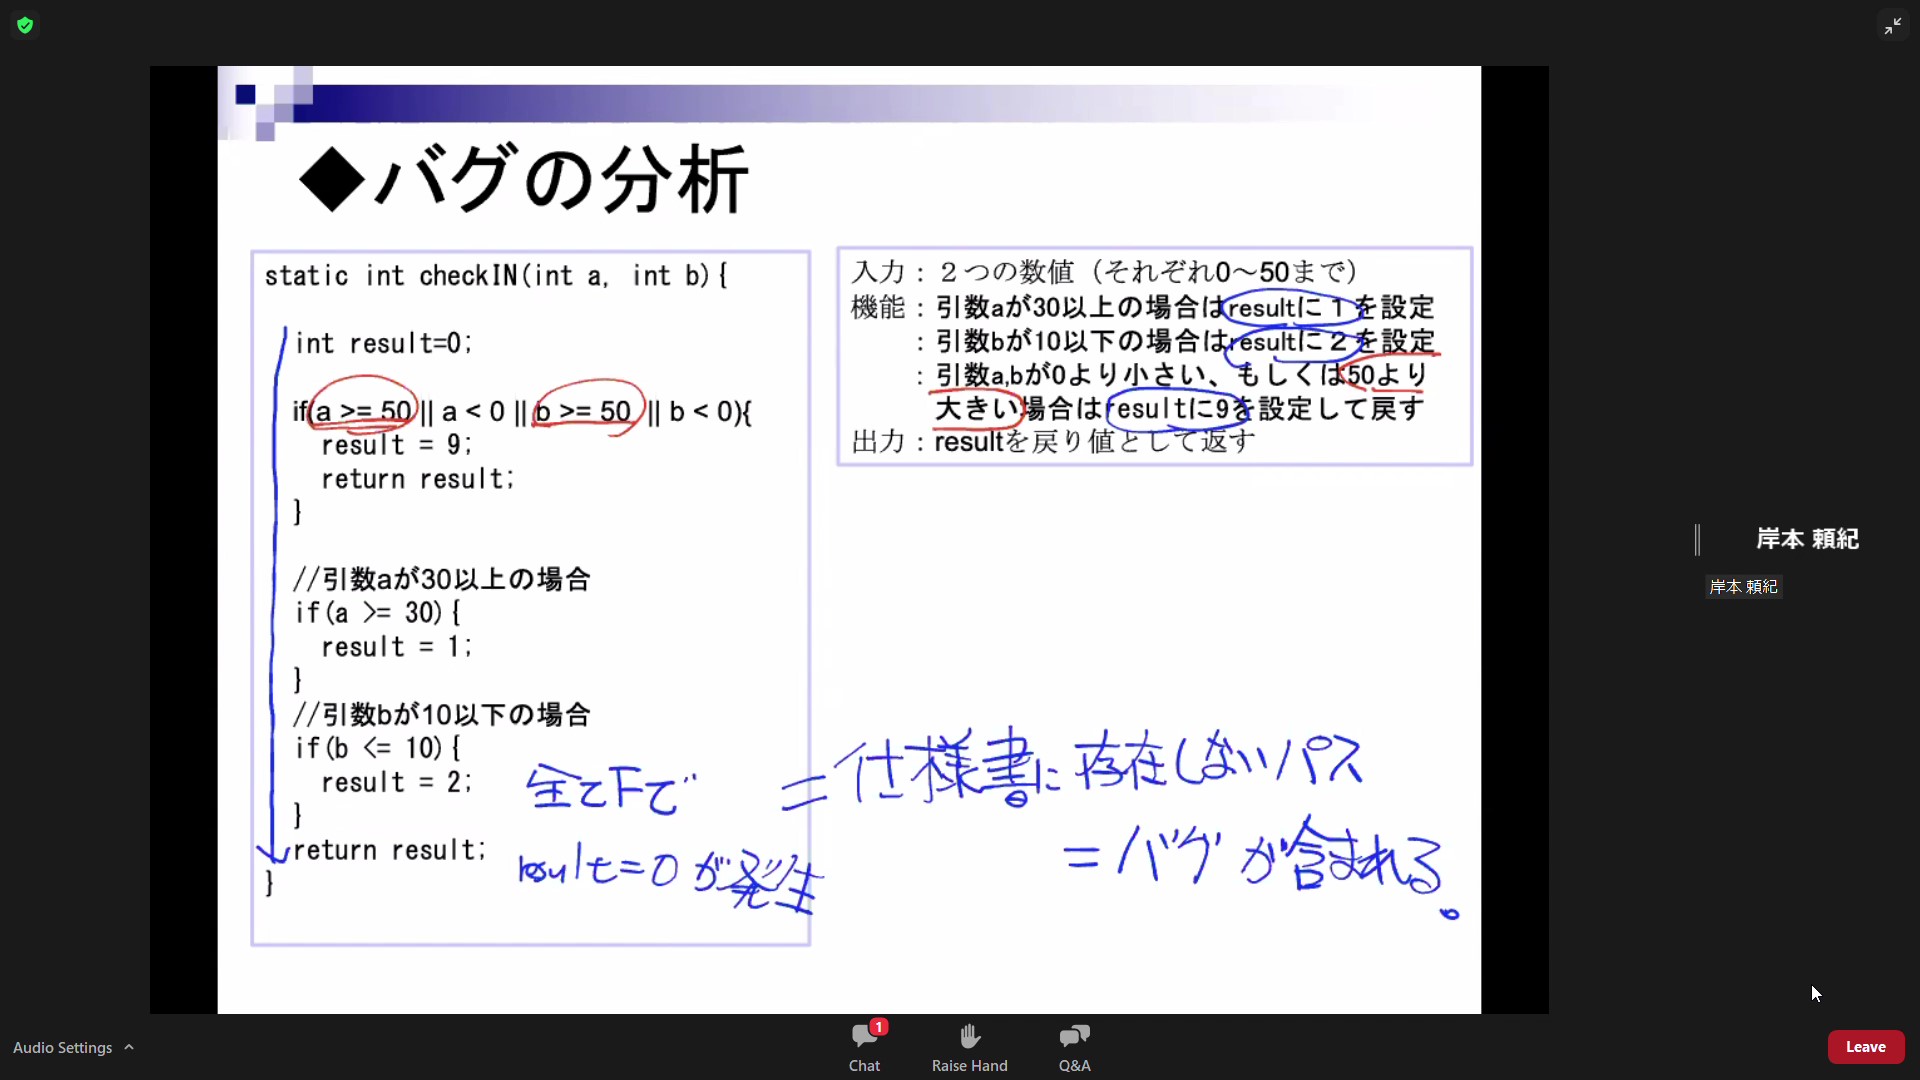 ◆バグの分析
static int checkIN(int a, int b){
int result=0;
if(a >= 50 || a < 0 || b >= 50 || b < 0){
result = 9;
return result;
}
//引数aが30以上の場合
if(a >= 30){
result = 1;
}
//引数bが10以下の場合
if(b <= 10){
result = 2;
}
return result;
}
入力：２つの数値（それぞれ0～50まで）
機能：引数aが30以上の場合はresultに１を設定
：引数bが10以下の場合はresultに２を設定
：引数a,bが0より小さい、もしくは50より
大きい場合はresultに9を設定して戻す
出力：resultを戻り値として返す
全て下で
result=0が発生
=仕様書に存在しないパス
=バグが含まれる。
岸本 頼紀
岸本 頼紀
Audio Settings
1
Chat
Raise Hand
Q&A
Leave